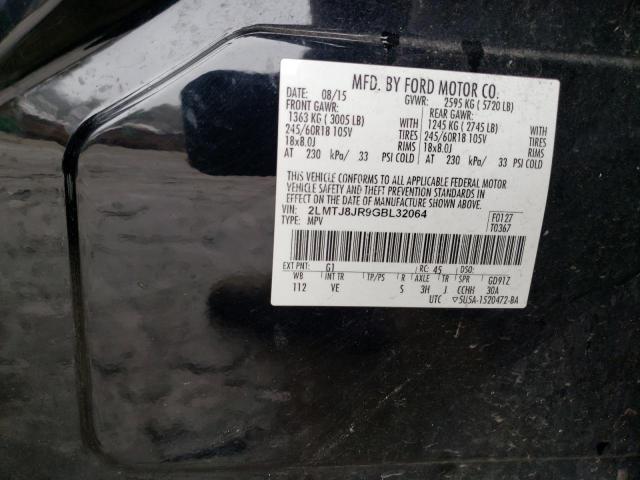 MFD. BY FORD MOTOR CO.
DATE: 08/15 GVWR: 2595 KG ( 5720 LB)
FRONT GAWR: REAR GAWR:
1363 KG ( 3005 LB) WITH 1245 KG ( 2745 LB) WITH
245/60R18 105V TIRES 245/60R18 105V TIRES
18x8.0J RIMS 18x8.0J RIMS
AT 230 kPa/ 33 PSI COLD AT 230 kPa/ 33 PSI COLD
THIS VEHICLE CONFORMS TO ALL APPLICABLE FEDERAL MOTOR
VEHICLE SAFETY AND THEFT PREVENTION STANDARDS IN
EFFECT ON THE DATE OF MANUFACTURE SHOWN ABOVE.
VIN: 2LMTJ8JR9GBL32064 F0127
TYPE: MPV T0367
EXT PNT: G1 RC: 45 DSO:
WB INT TR TP/PS R AXLE TR SPR GD91Z
112 VE S 3H J CCHH 30A
UTC ▽5U5A-1520472-BA